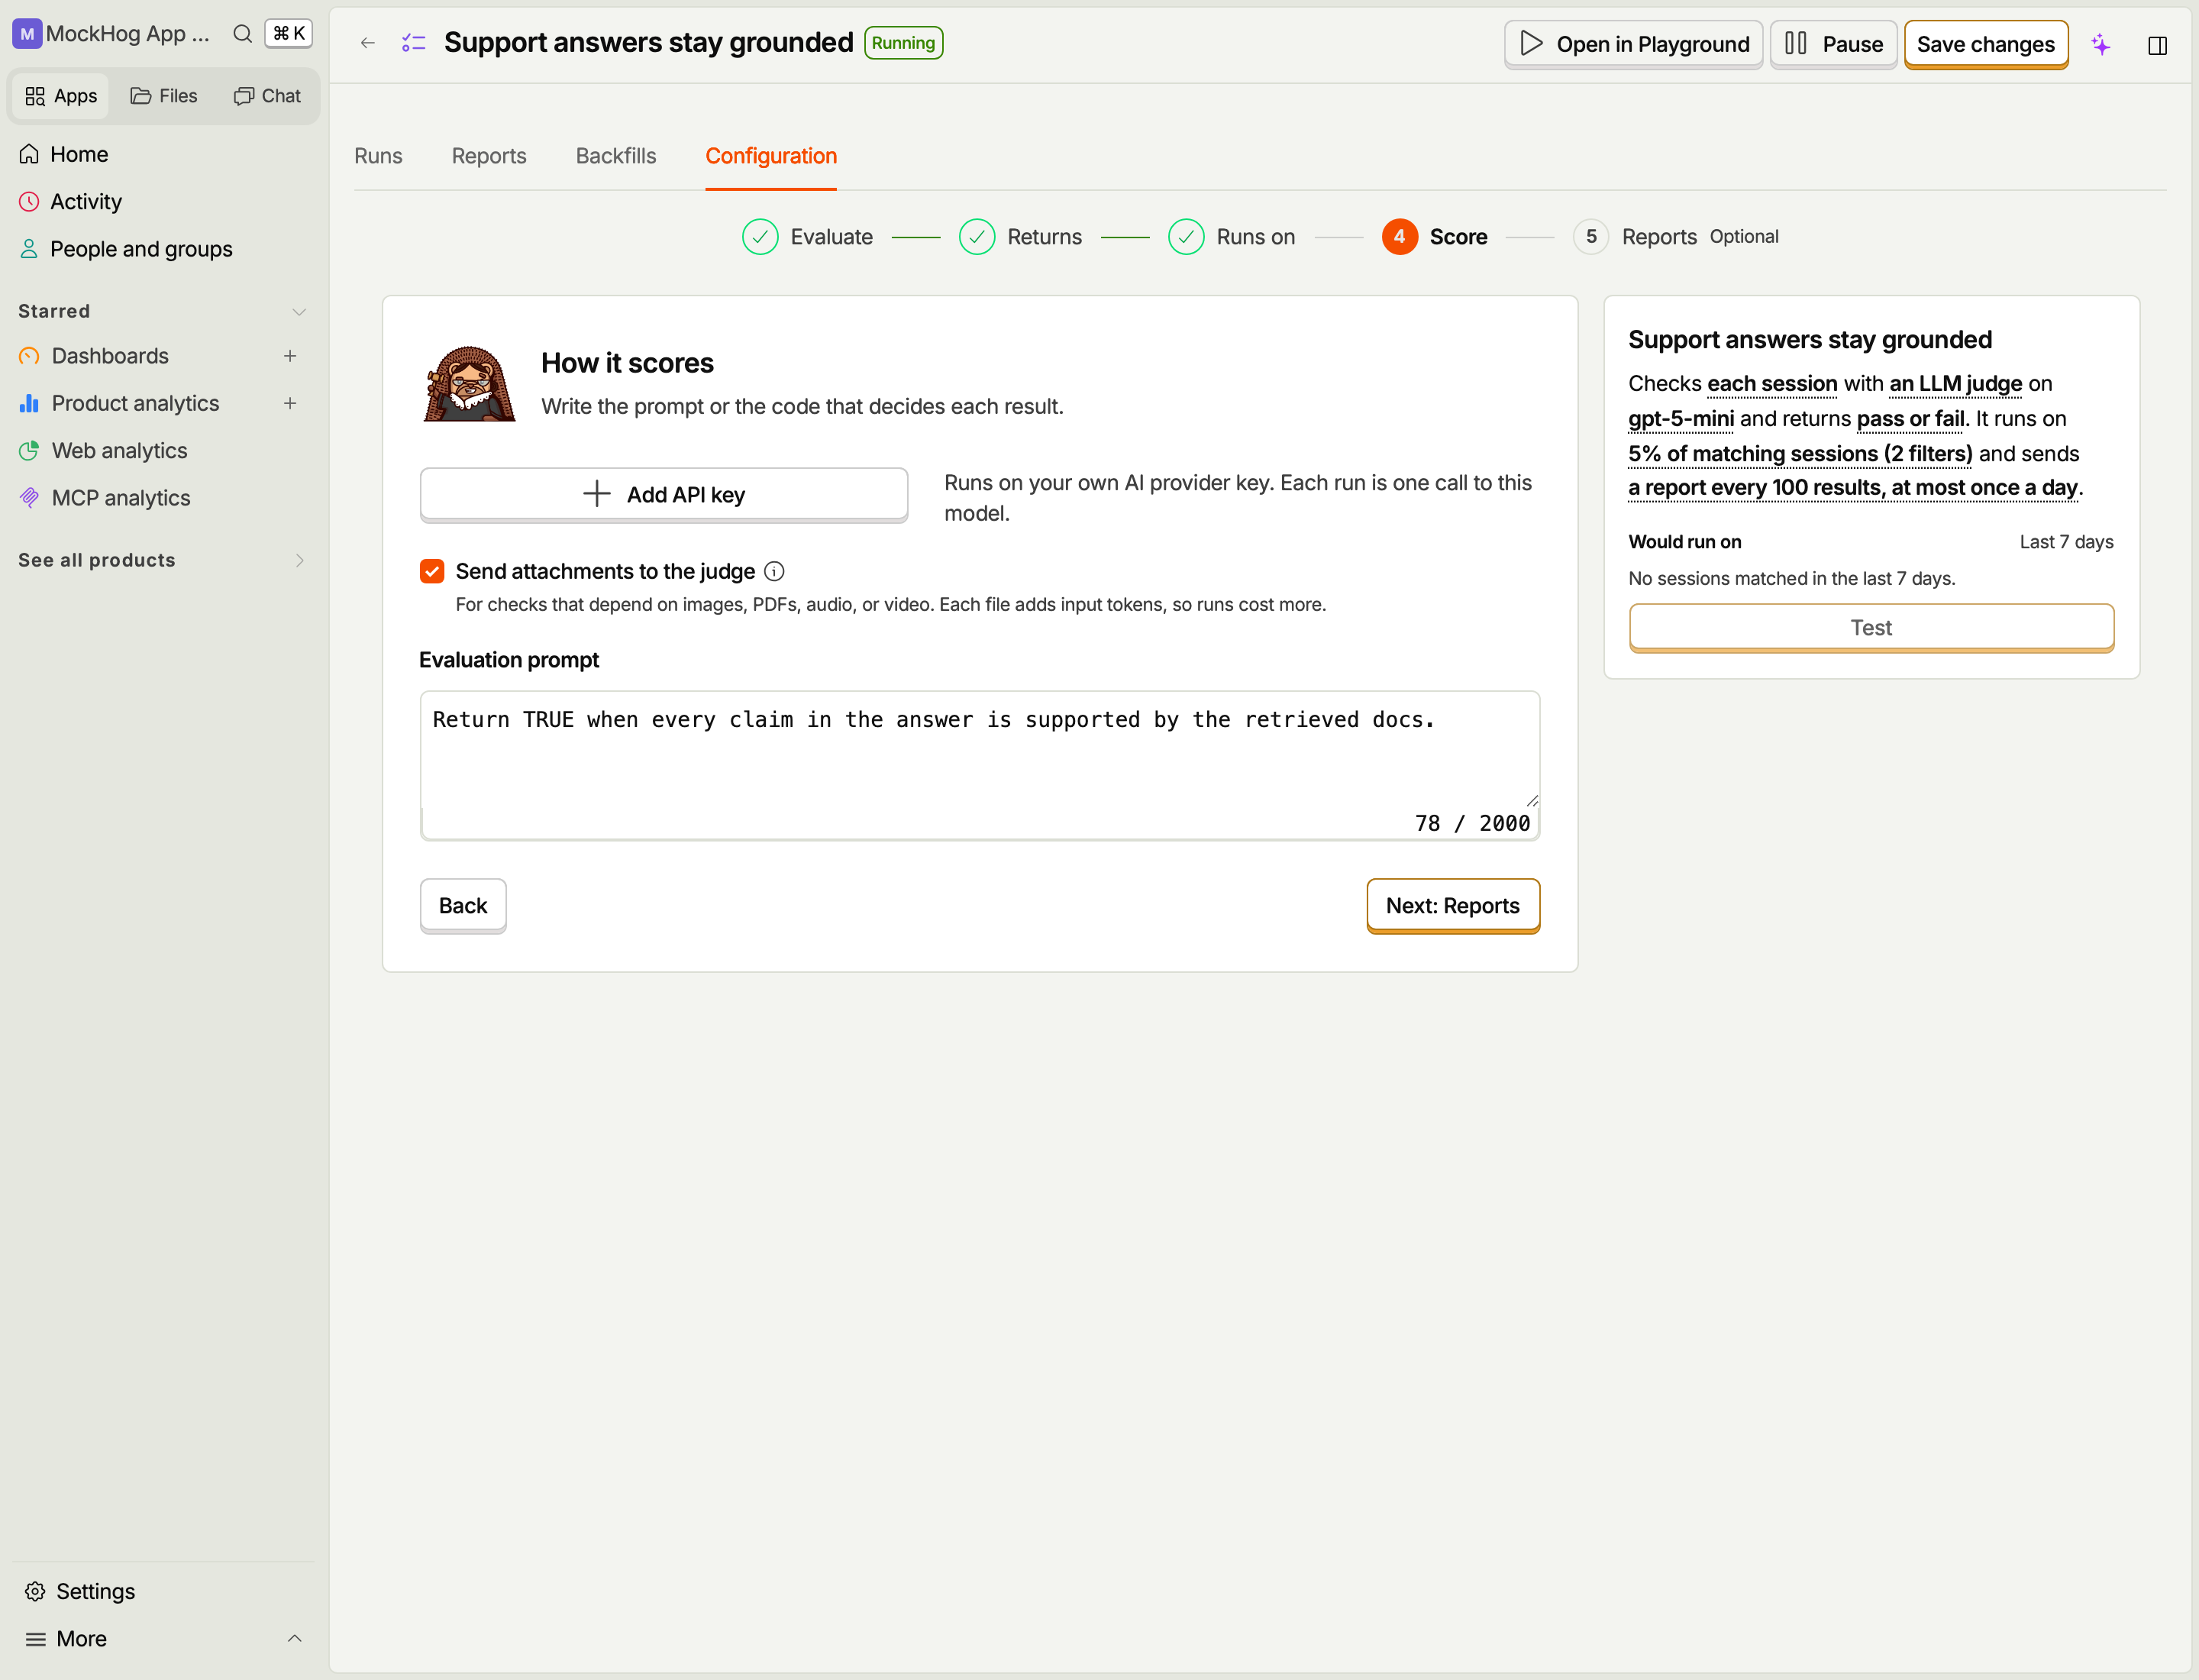 M MockHog App ... ⌘ K
Apps Files Chat
Home
Activity
People and groups
Starred
Dashboards
Product analytics
Web analytics
MCP analytics
See all products
Settings
More
Support answers stay grounded Running
Open in Playground Pause Save changes
Runs Reports Backfills Configuration
Evaluate Returns Runs on 4 Score 5 Reports Optional
How it scores
Write the prompt or the code that decides each result.
Add API key
Runs on your own AI provider key. Each run is one call to this
model.
Send attachments to the judge
For checks that depend on images, PDFs, audio, or video. Each file adds input tokens, so runs cost more.
Evaluation prompt
Return TRUE when every claim in the answer is supported by the retrieved docs.
78 / 2000
Back Next: Reports
Support answers stay grounded
Checks each session with an LLM judge on
gpt-5-mini and returns pass or fail. It runs on
5% of matching sessions (2 filters) and sends
a report every 100 results, at most once a day.
Would run on Last 7 days
No sessions matched in the last 7 days.
Test